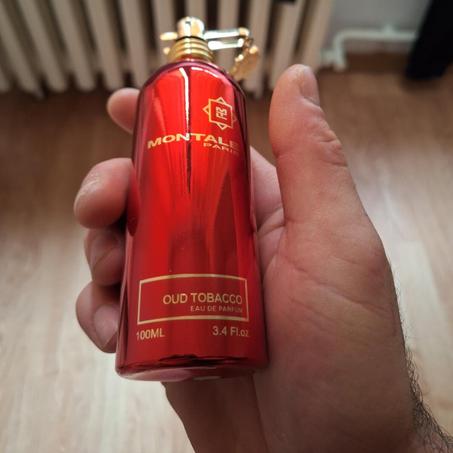 MONTALE
PARIS
OUD TOBACCO
EAU DE PARFUM
100ML 3.4 Fl.oz